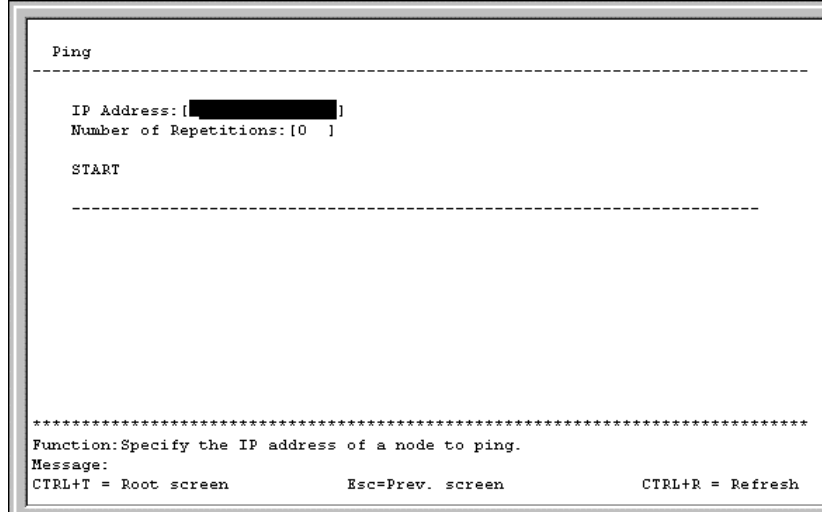 Ping
--------------------------------------------------------------------------------
IP Address:[ ]
Number of Repetitions:[0 ]
START
----------------------------------------------------------------------
********************************************************************************
Function:Specify the IP address of a node to ping.
Message:
CTRL+T = Root screen Esc=Prev. screen CTRL+R = Refresh